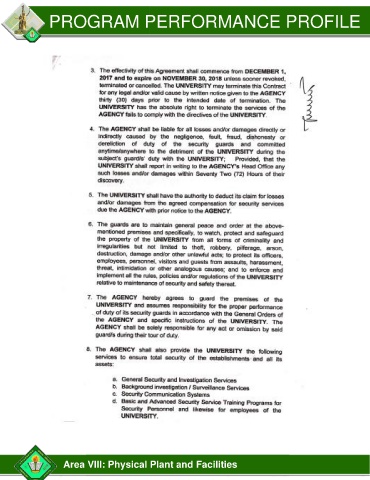 PROGRAM PERFORMANCE PROFILE
3. The effectivity of this Agreement shall commence from DECEMBER 1,
2017 and to expire on NOVEMBER 30, 2018 unless sooner revoked,
terminated or cancelled. The UNIVERSITY may terminate this Contract
for any legal and/or valid cause by written notice given to the AGENCY
thirty (30) days prior to the intended date of termination. The
UNIVERSITY has the absolute right to terminate the services of the
AGENCY fails to comply with the directives of the UNIVERSITY.
4. The AGENCY shall be liable for all losses and/or damages directly or
indirectly caused by the negligence, fault, fraud, dishonesty or
dereliction of duty of the security guards and committed
anytime/anywhere to the detriment of the UNIVERSITY during the
subject's guards' duty with the UNIVERSITY; Provided, that the
UNIVERSITY shall report in writing to the AGENCY's Head Office any
such losses and/or damages within Seventy Two (72) Hours of their
discovery.
5. The UNIVERSITY shall have the authority to deduct its claim for losses
and/or damages from the agreed compensation for security services
due the AGENCY with prior notice to the AGENCY.
6. The guards are to maintain general peace and order at the above-
mentioned premises and specifically, to watch, protect and safeguard
the property of the UNIVERSITY from all forms of criminality and
irregularities but not limited to theft, robbery, pilferage, arson,
destruction, damage and/or other unlawful acts; to protect its officers,
employees, personnel, visitors and guests from assaults, harassment,
threat, intimidation or other analogous causes; and to enforce and
implement all the rules, policies and/or regulations of the UNIVERSITY
relative to maintenance of security and safety thereat.
7. The AGENCY hereby agrees to guard the premises of the
UNIVERSITY and assumes responsibility for the proper performance
of duty of its security guards in accordance with the General Orders of
the AGENCY and specific instructions of the UNIVERSITY. The
AGENCY shall be solely responsible for any act or omission by said
guards during their tour of duty.
8. The AGENCY shall also provide the UNIVERSITY the following
services to ensure total security of the establishments and all its
assets:
a. General Security and Investigation Services
b. Background investigation / Surveillance Services
c. Security Communication Systems
d. Basic and Advanced Security Service Training Programs for
Security Personnel and likewise for employees of the
UNIVERSITY.
Area VIII: Physical Plant and Facilities